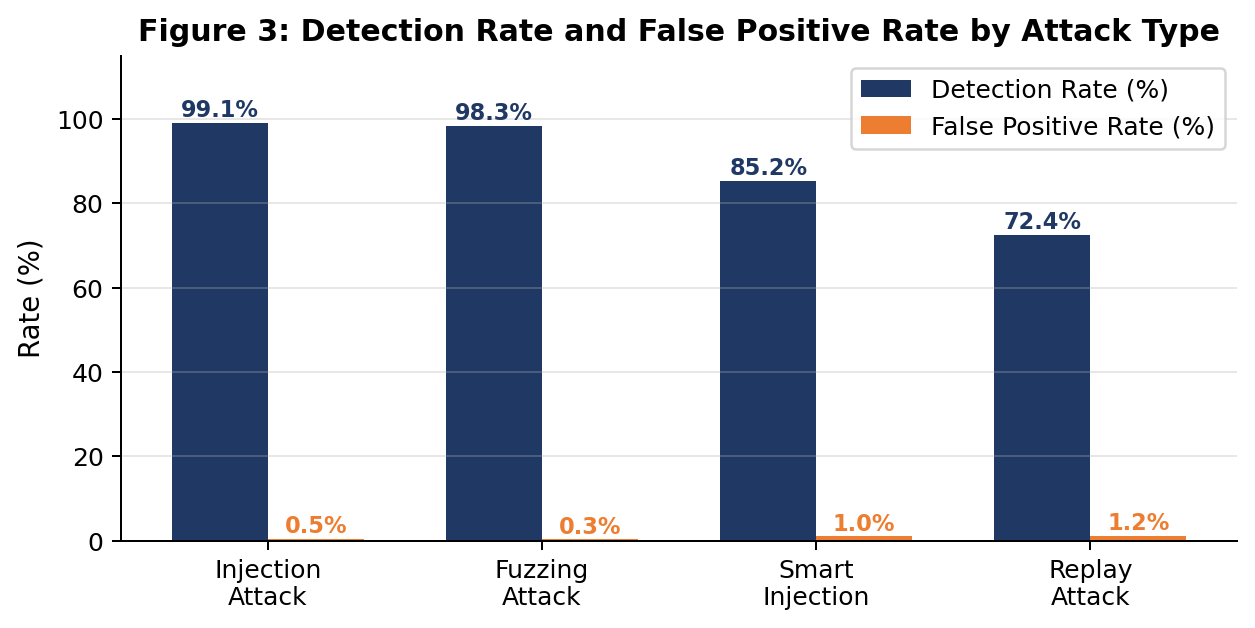 Figure 3: Detection Rate and False Positive Rate by Attack Type
Detection Rate (%)
False Positive Rate (%)
Rate (%)
100
80
60
40
20
0
99.1%
0.5%
98.3%
0.3%
85.2%
1.0%
72.4%
1.2%
Injection
Attack
Fuzzing
Attack
Smart
Injection
Replay
Attack